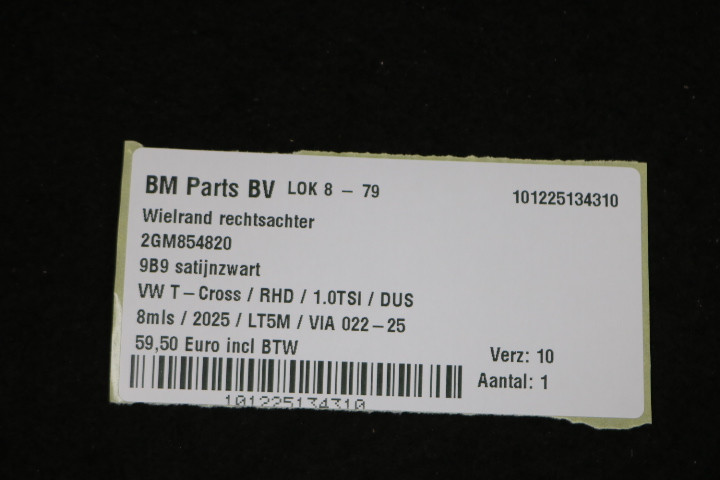 BM Parts BV LOK 8 - 79
101225134310
Wielrand rechtsachter
2GM854820
9B9 satijnzwart
VW T-Cross / RHD / 1.0TSI / DUS
8mls / 2025 / LT5M / VIA 022-25
59,50 Euro incl BTW
Verz: 10
Aantal: 1
101225134310